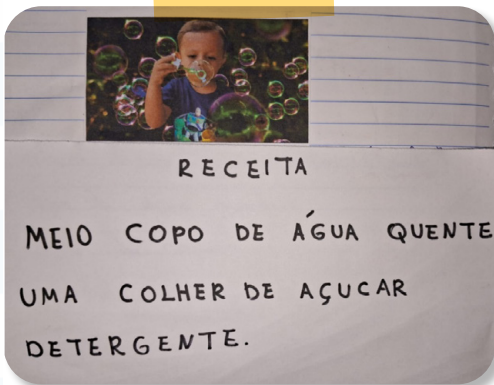 RECEITA
MEIO COPO DE ÁGUA QUENTE
UMA COLHER DE AÇUCAR
DETERGENTE.